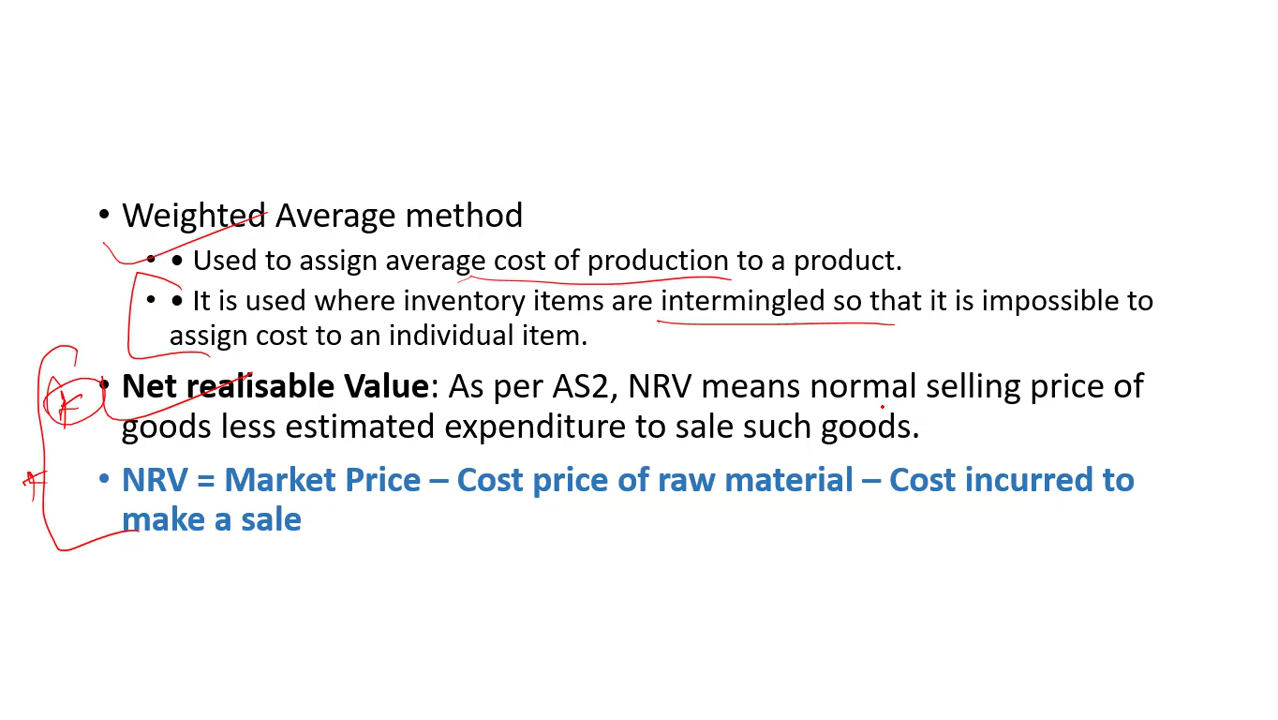 • Weighted Average method
• • Used to assign average cost of production to a product.
• • It is used where inventory items are intermingled so that it is impossible to
assign cost to an individual item.
• Net realisable Value: As per AS2, NRV means normal selling price of
goods less estimated expenditure to sale such goods.
• NRV = Market Price – Cost price of raw material – Cost incurred to
make a sale